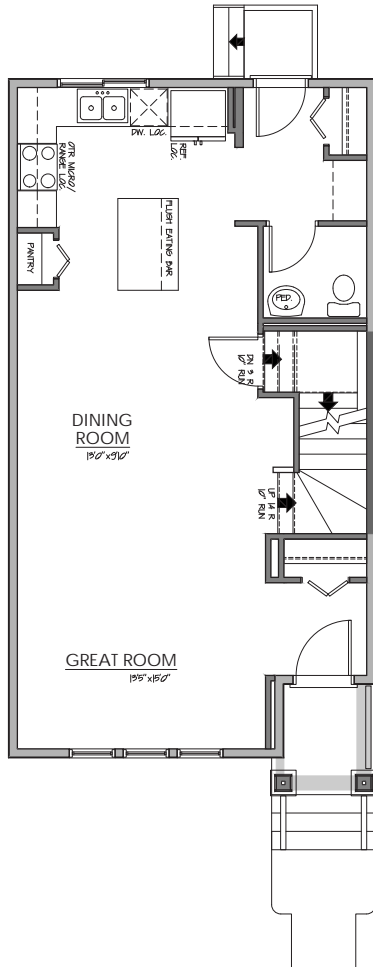 DW. LOC.
REF.
LOC.
OTR MICRO/
RANGE LOC.
FLUSH EATING BAR
PANTRY
PED.
DN 3 R
10" RUN
DINING
ROOM
13'0"x9'10"
UP 14 R
10" RUN
GREAT ROOM
13'5"x15'0"